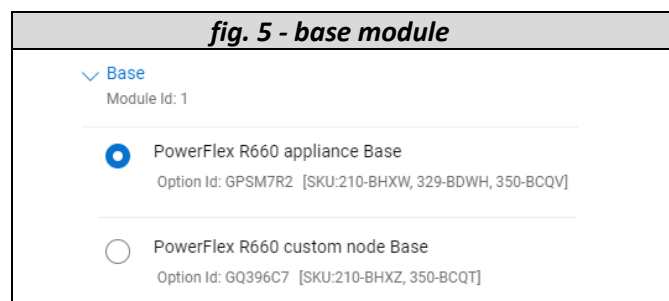 fig. 5 - base module
Base
Module Id: 1
PowerFlex R660 appliance Base
Option Id: GPSM7R2 [SKU:210-BHXW, 329-BDWH, 350-BCQV]
PowerFlex R660 custom node Base
Option Id: GQ396C7 [SKU:210-BHXZ, 350-BCQT]